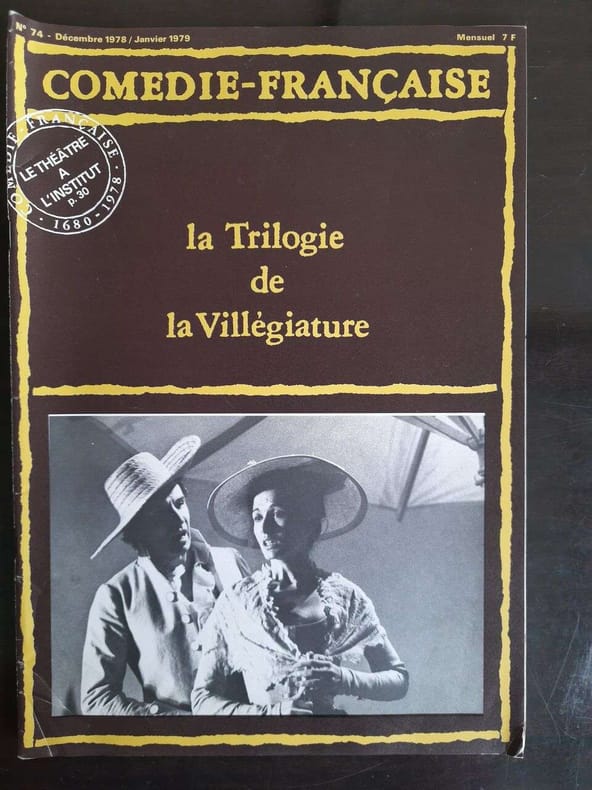 N° 74 - Décembre 1978 / Janvier 1979 Mensuel 7 F
COMEDIE-FRANÇAISE
COMÉDIE-FRANÇAISE
LE THÉÂTRE
A
L'INSTITUT
p. 30
1680-1978
la Trilogie
de
la Villégiature